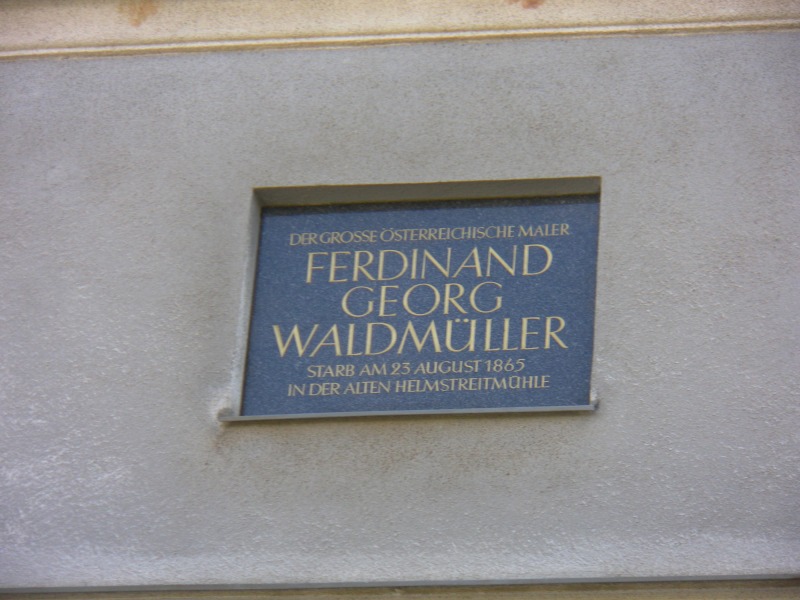 DER GROSSE ÖSTERREICHISCHE MALER
FERDINAND
GEORG
WALDMÜLLER
STARB AM 23 AUGUST 1865
IN DER ALTEN HELMSTREITMÜHLE